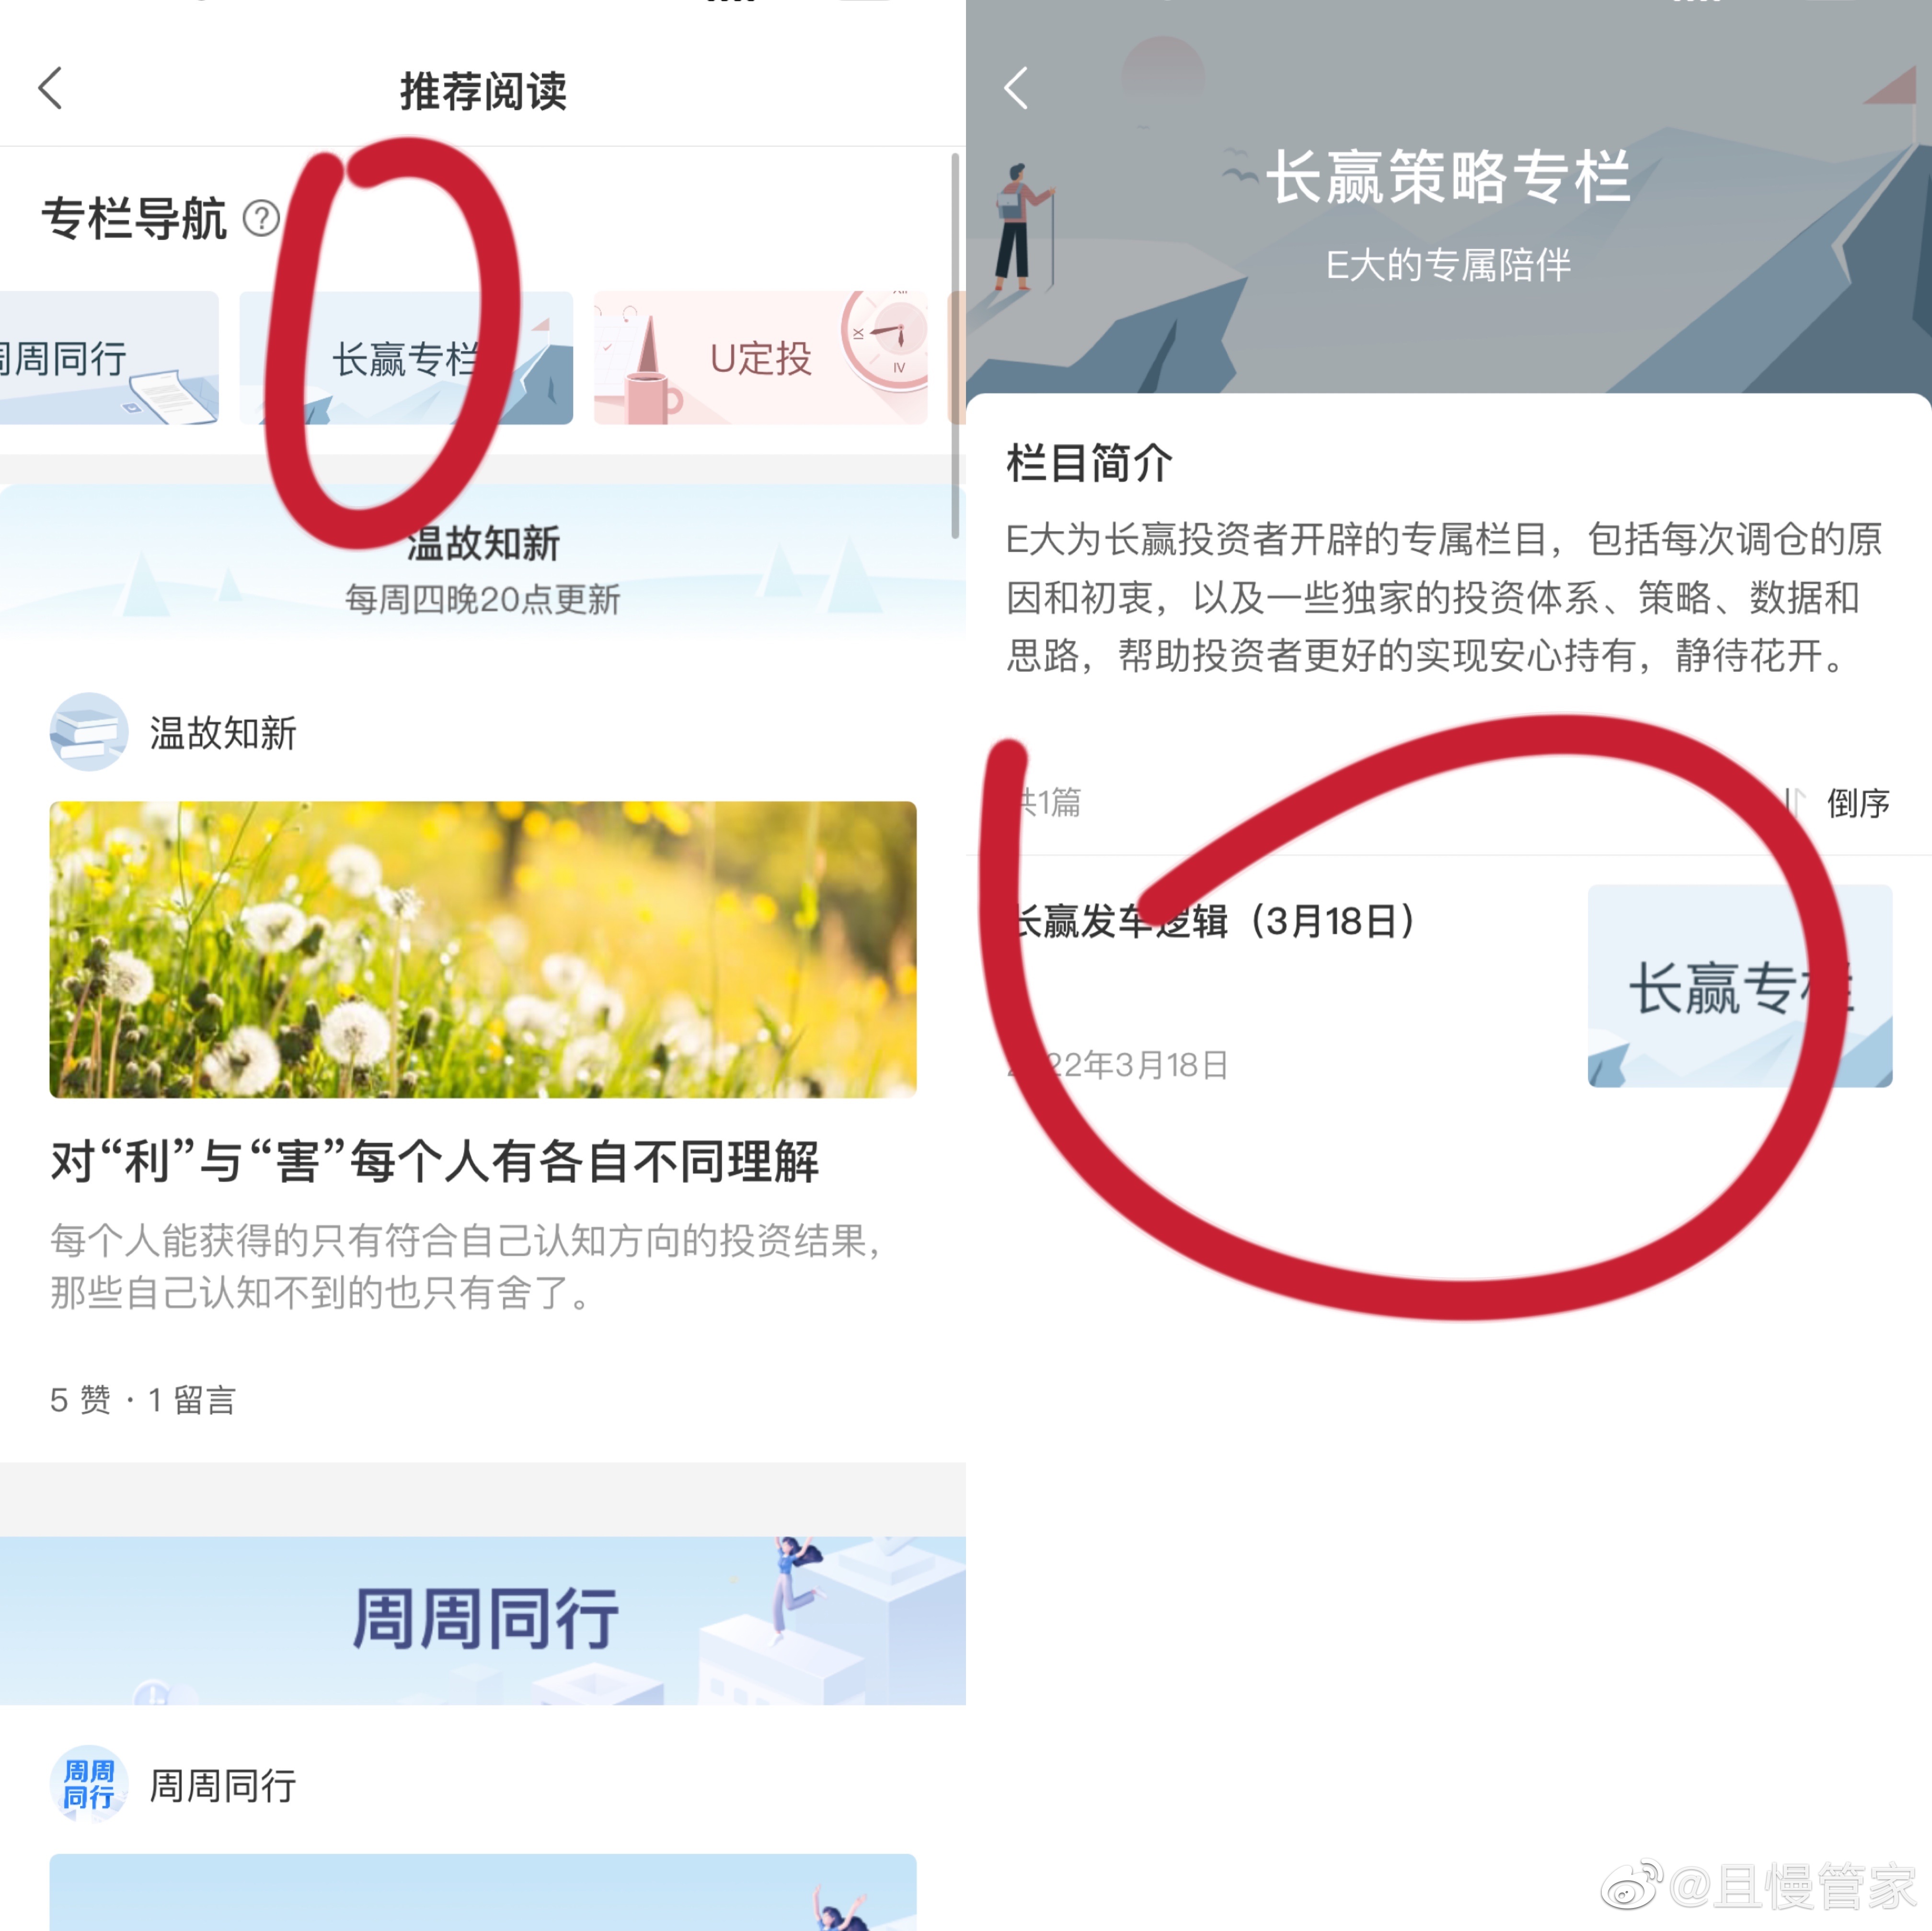 推荐阅读
专栏导航 ?
周同行
长赢专栏
U定投
温故知新
每周四晚20点更新
温故知新
对“利”与“害”每个人有各自不同理解
每个人能获得的只有符合自己认知方向的投资结果，
那些自己认知不到的也只有舍了。
5 赞 · 1 留言
周周同行
周周
同行
周周同行
长赢策略专栏
E大的专属陪伴
栏目简介
E大为长赢投资者开辟的专属栏目，包括每次调仓的原
因和初衷，以及一些独家的投资体系、策略、数据和
思路，帮助投资者更好的实现安心持有，静待花开。
共1篇
倒序
长赢发车逻辑（3月18日）
长赢专栏
2022年3月18日
@且慢管家